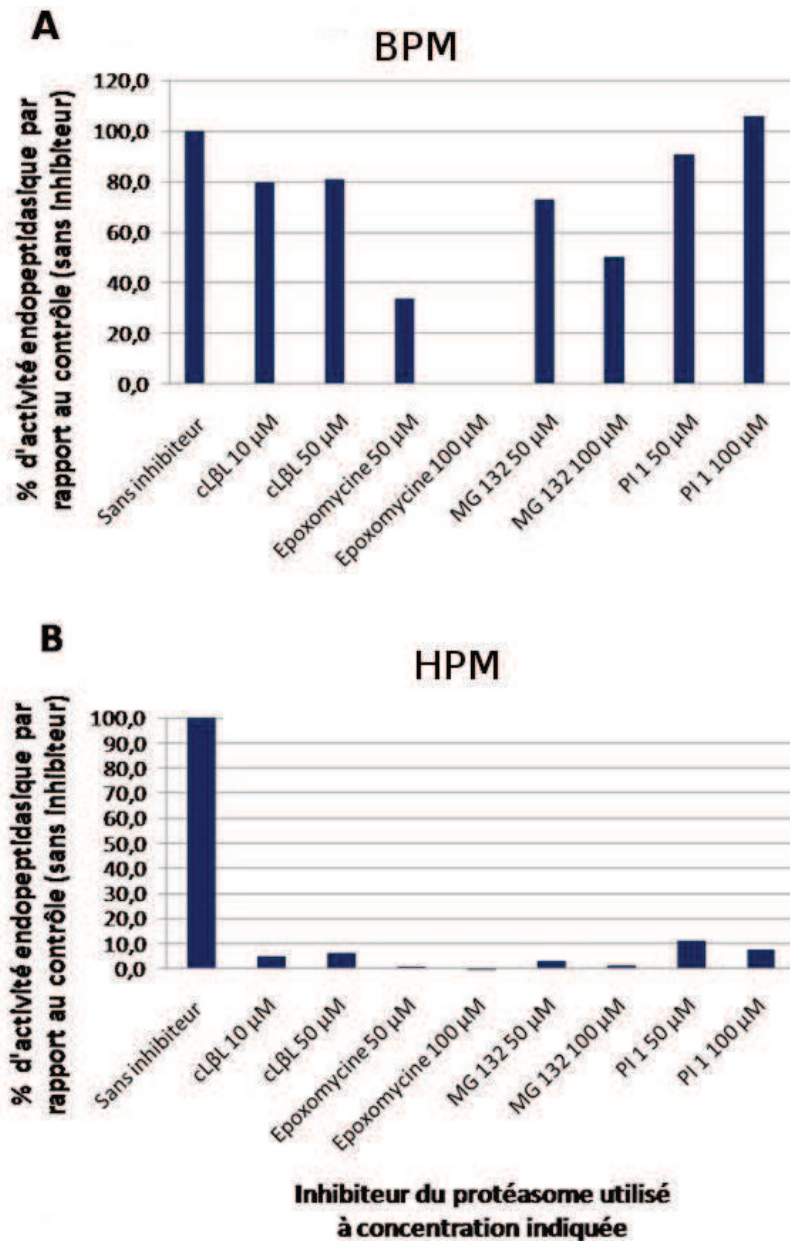 A
BPM
% d'activité endopeptidasique par
rapport au contrôle (sans inhibiteur)
120,0
100,0
80,0
60,0
40,0
20,0
0,0
Sans inhibiteur
cLβL 10 µM
cLβL 50 µM
Epoxomycine 50 µM
Epoxomycine 100 µM
MG 132 50 µM
MG 132 100 µM
PI 1 50 µM
PI 1 100 µM
B
HPM
% d'activité endopeptidasique par
rapport au contrôle (sans inhibiteur)
100,0
90,0
80,0
70,0
60,0
50,0
40,0
30,0
20,0
10,0
0,0
Sans inhibiteur
cLβL 10 µM
cLβL 50 µM
Epoxomycine 50 µM
Epoxomycine 100 µM
MG 132 50 µM
MG 132 100 µM
PI 1 50 µM
PI 1 100 µM
Inhibiteur du protéasome utilisé
à concentration indiquée